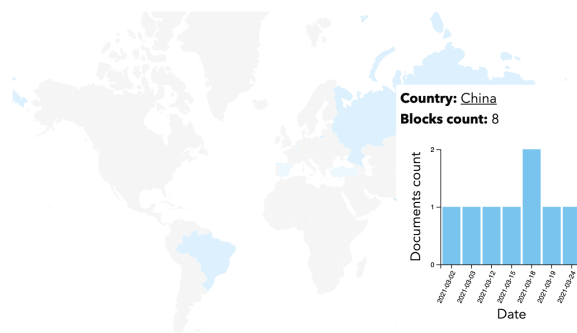 Country: China
Blocks count: 8
Documents count
2
1
0
2021-03-02
2021-03-03
2021-03-12
2021-03-15
2021-03-18
2021-03-19
2021-03-24
Date